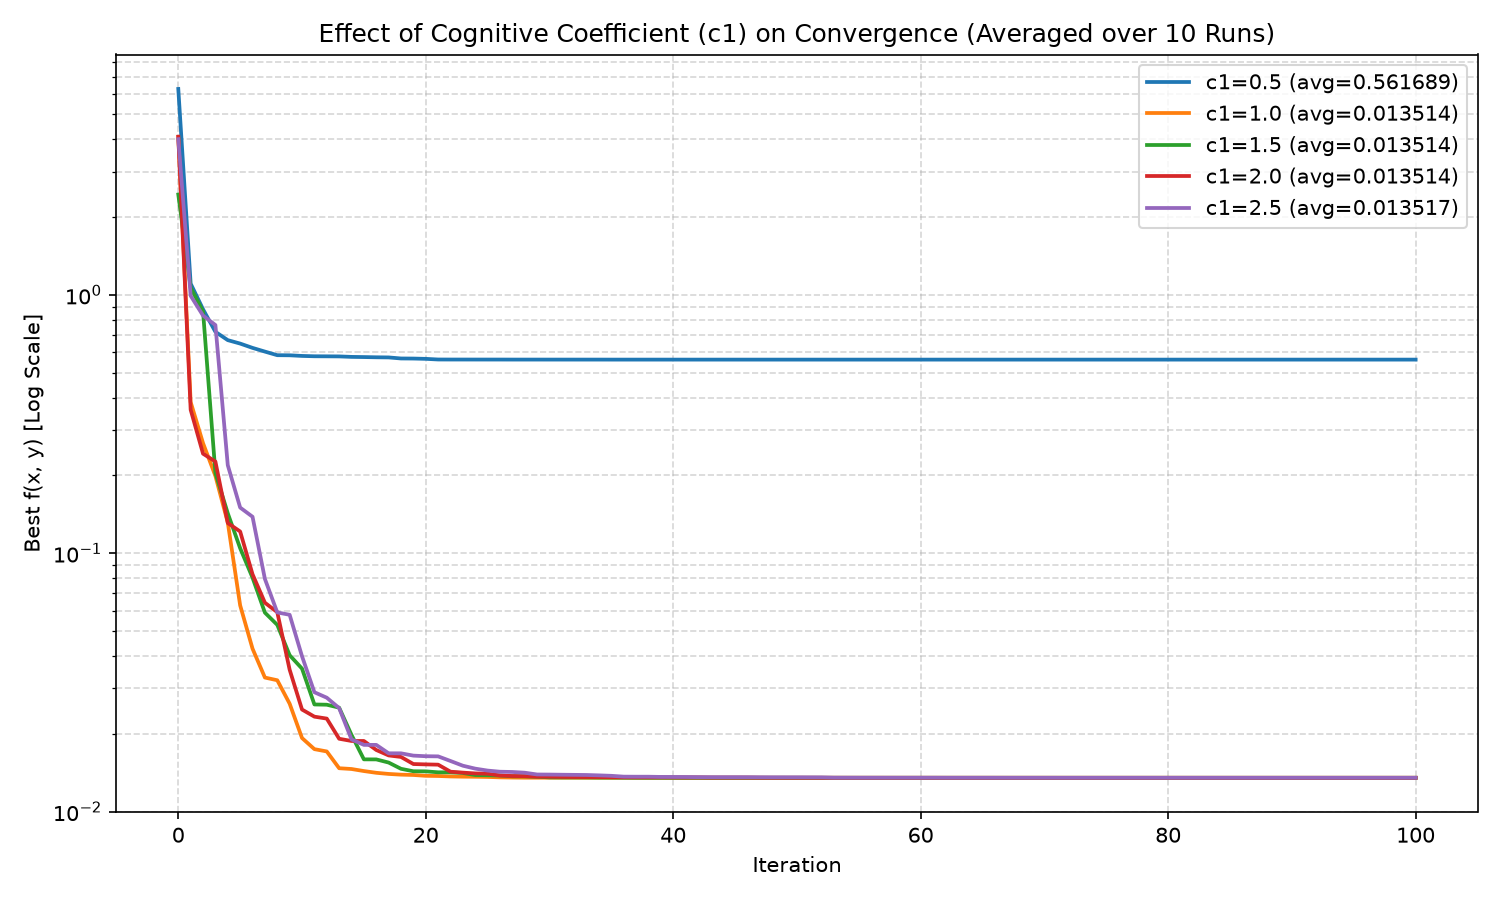 Effect of Cognitive Coefficient (c1) on Convergence (Averaged over 10 Runs)
c1=0.5 (avg=0.561689)
c1=1.0 (avg=0.013514)
c1=1.5 (avg=0.013514)
c1=2.0 (avg=0.013514)
c1=2.5 (avg=0.013517)
Best f(x, y) [Log Scale]
10⁰
10⁻¹
10⁻²
0 20 40 60 80 100
Iteration